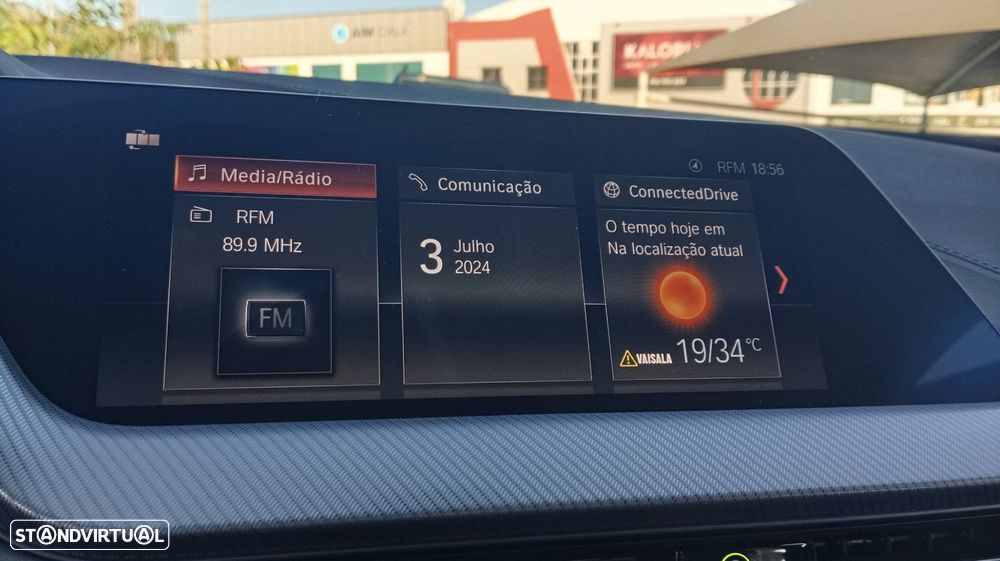 KALOBU
RFM 18:56
Media/Rádio
RFM
89.9 MHz
FM
Comunicação
3 Julho
2024
ConnectedDrive
O tempo hoje em
Na localização atual
VAISALA 19/34°C
STANDVIRTUAL